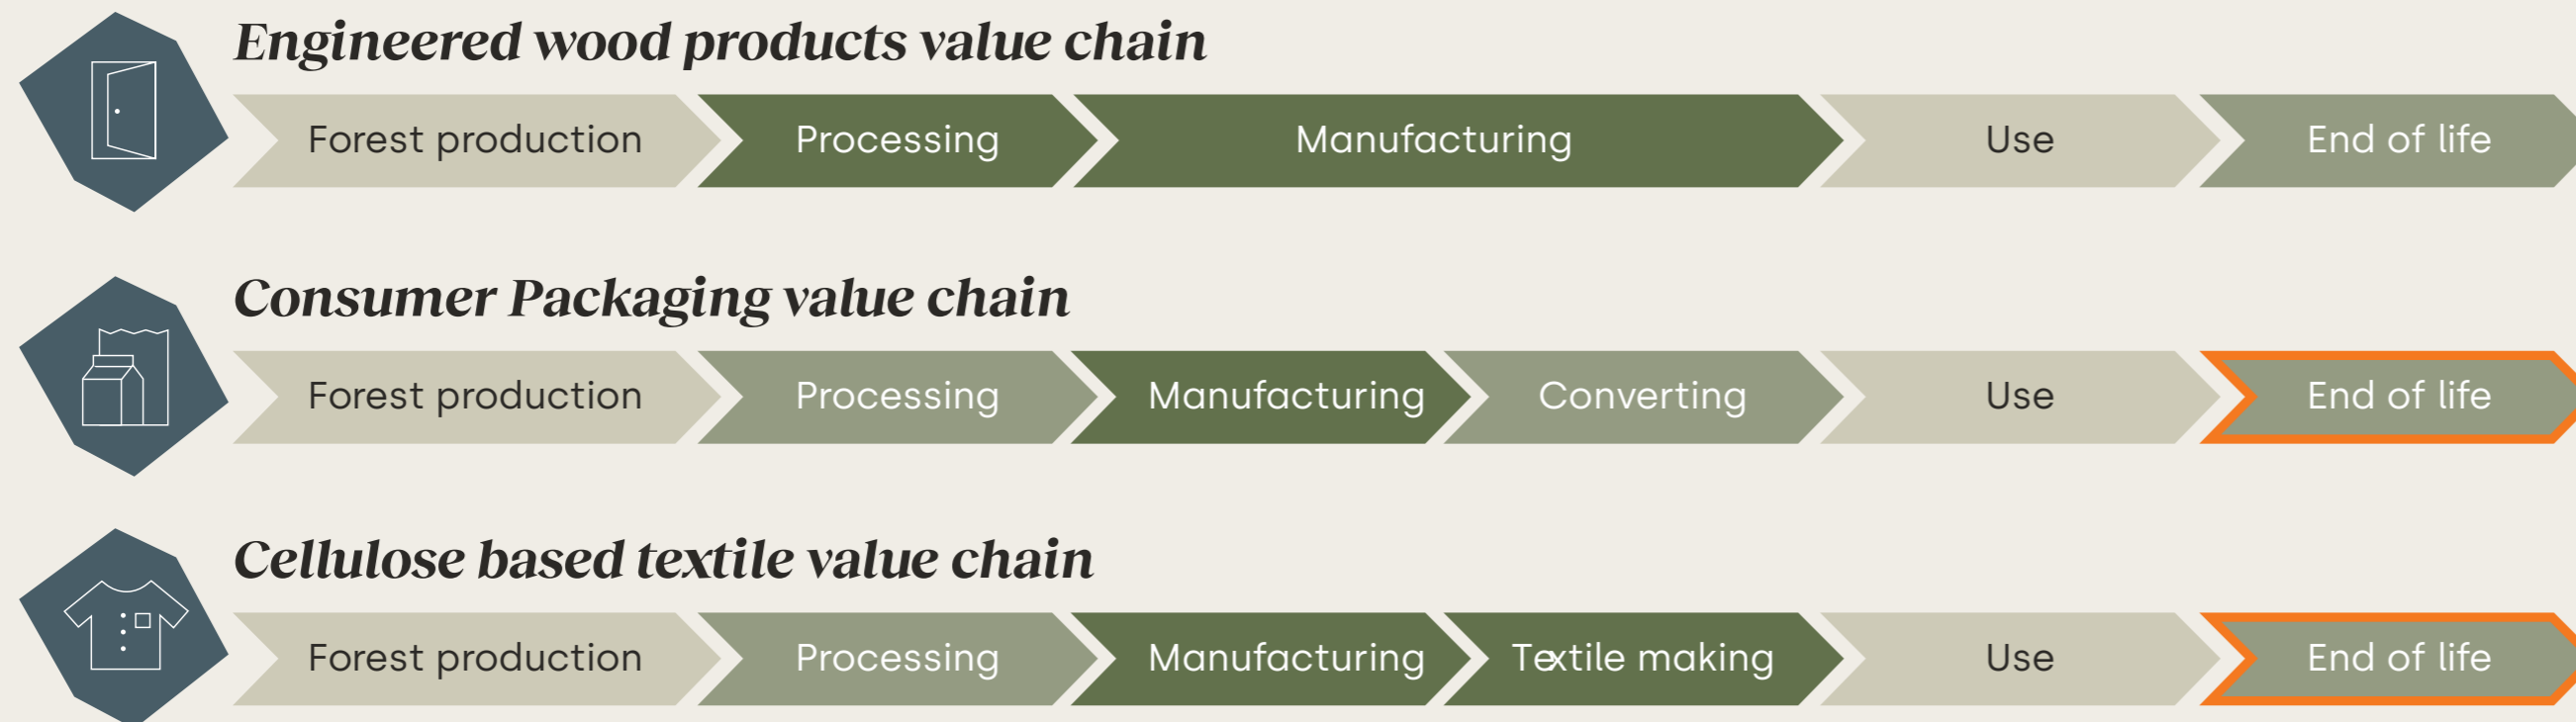 Engineered wood products value chain
Forest production
Processing
Manufacturing
Use
End of life
Consumer Packaging value chain
Forest production
Processing
Manufacturing
Converting
Use
End of life
Cellulose based textile value chain
Forest production
Processing
Manufacturing
Textile making
Use
End of life